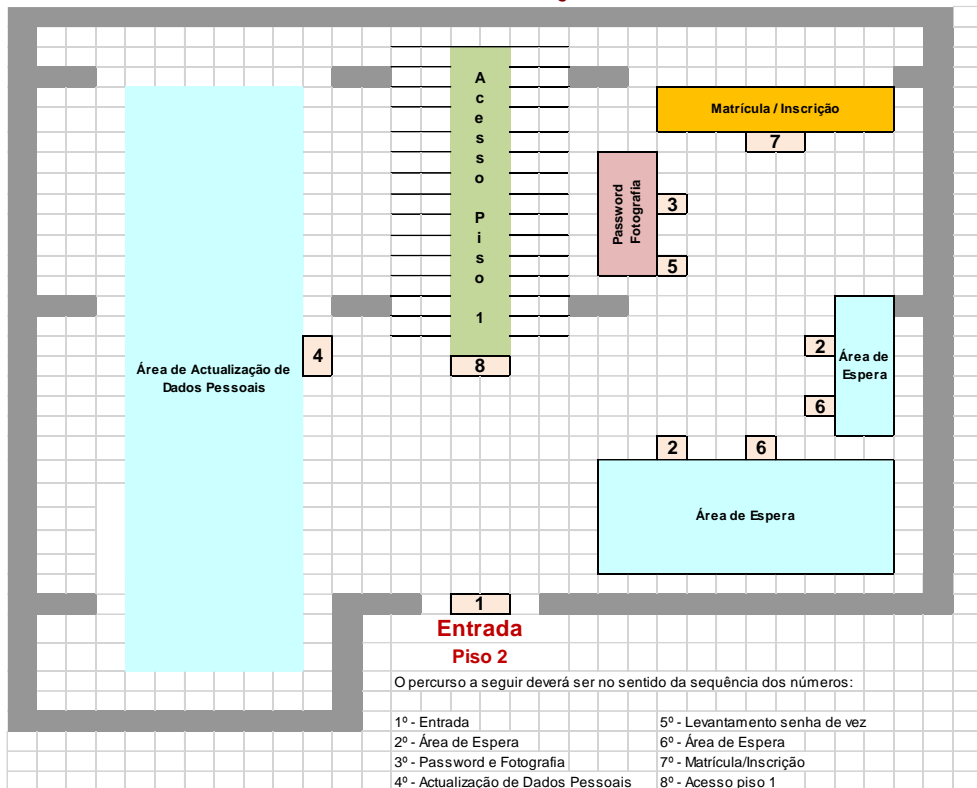 Matrícula / Inscrição
7
Acesso Piso 1
Password
Fotografia
3
5
2
Área de
Espera
6
4
Área de Actualização de
Dados Pessoais
8
2
6
Área de Espera
1
Entrada
Piso 2
O percurso a seguir deverá ser no sentido da sequência dos números:
1º - Entrada
2º - Área de Espera
3º - Password e Fotografia
4º - Actualização de Dados Pessoais
5º - Levantamento senha de vez
6º - Área de Espera
7º - Matrícula/Inscrição
8º - Acesso piso 1